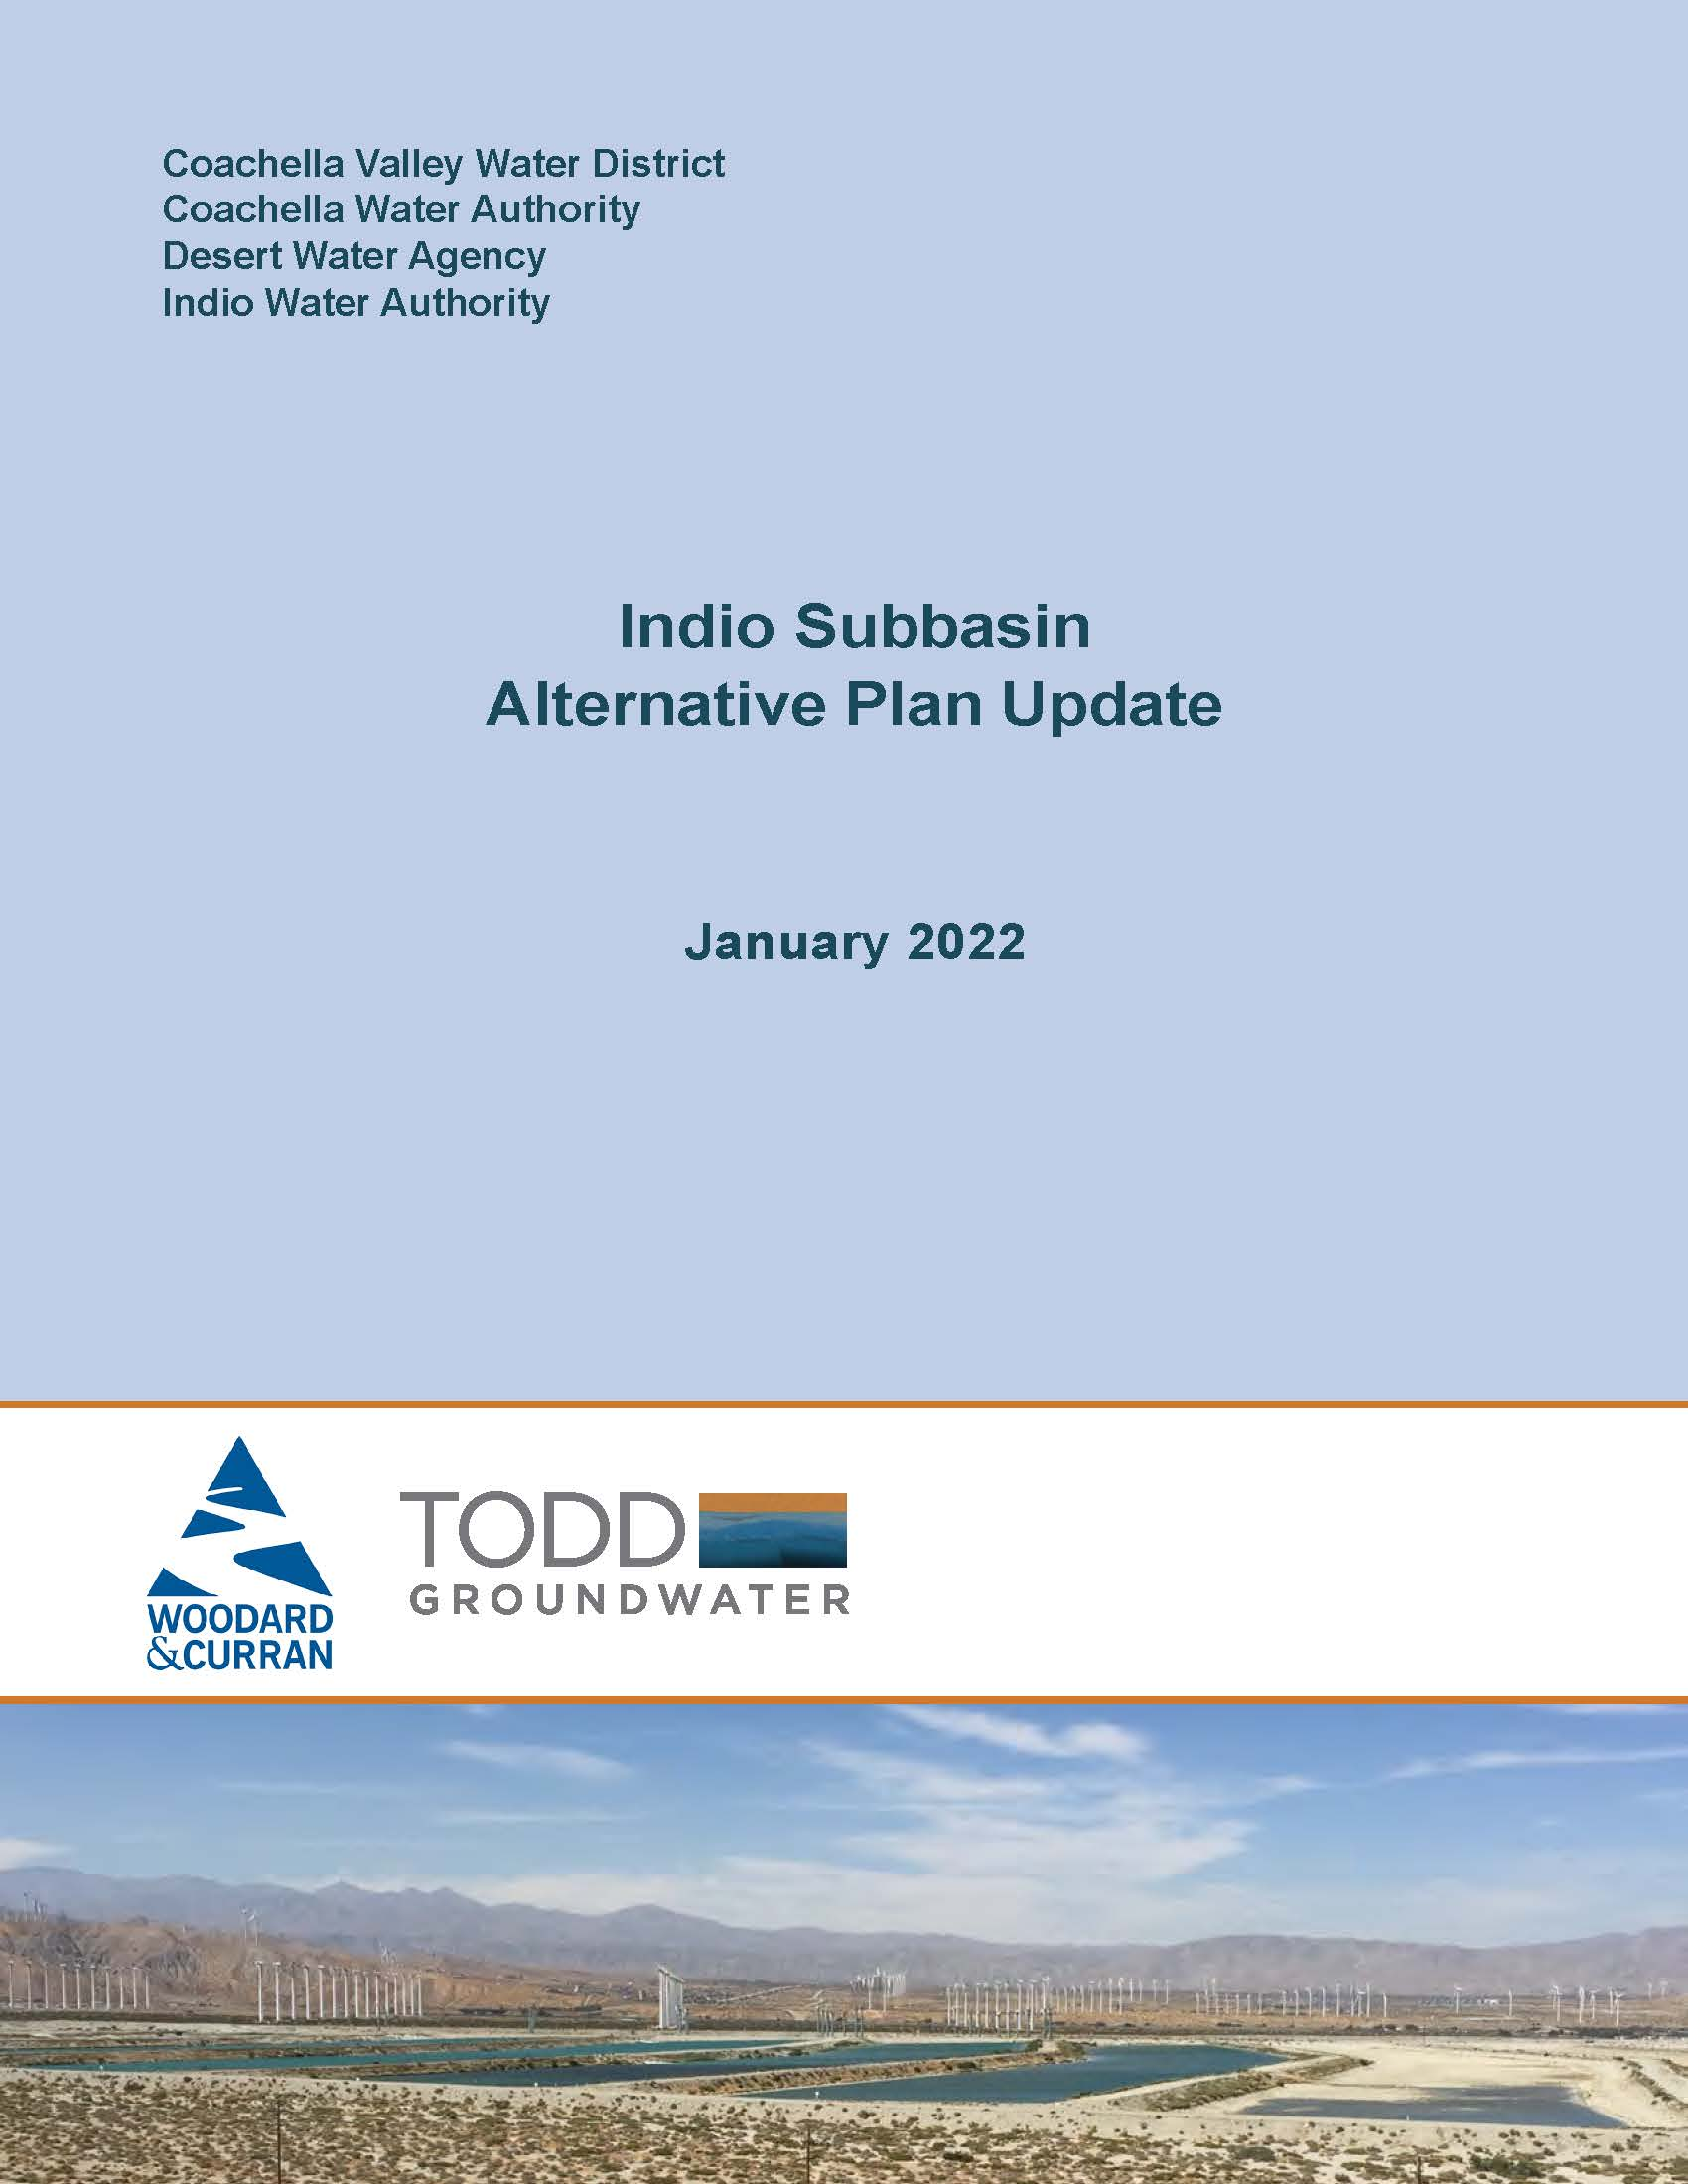 Coachella Valley Water District
Coachella Water Authority
Desert Water Agency
Indio Water Authority
Indio Subbasin
Alternative Plan Update
January 2022
WOODARD
&CURRAN
TODD
GROUNDWATER